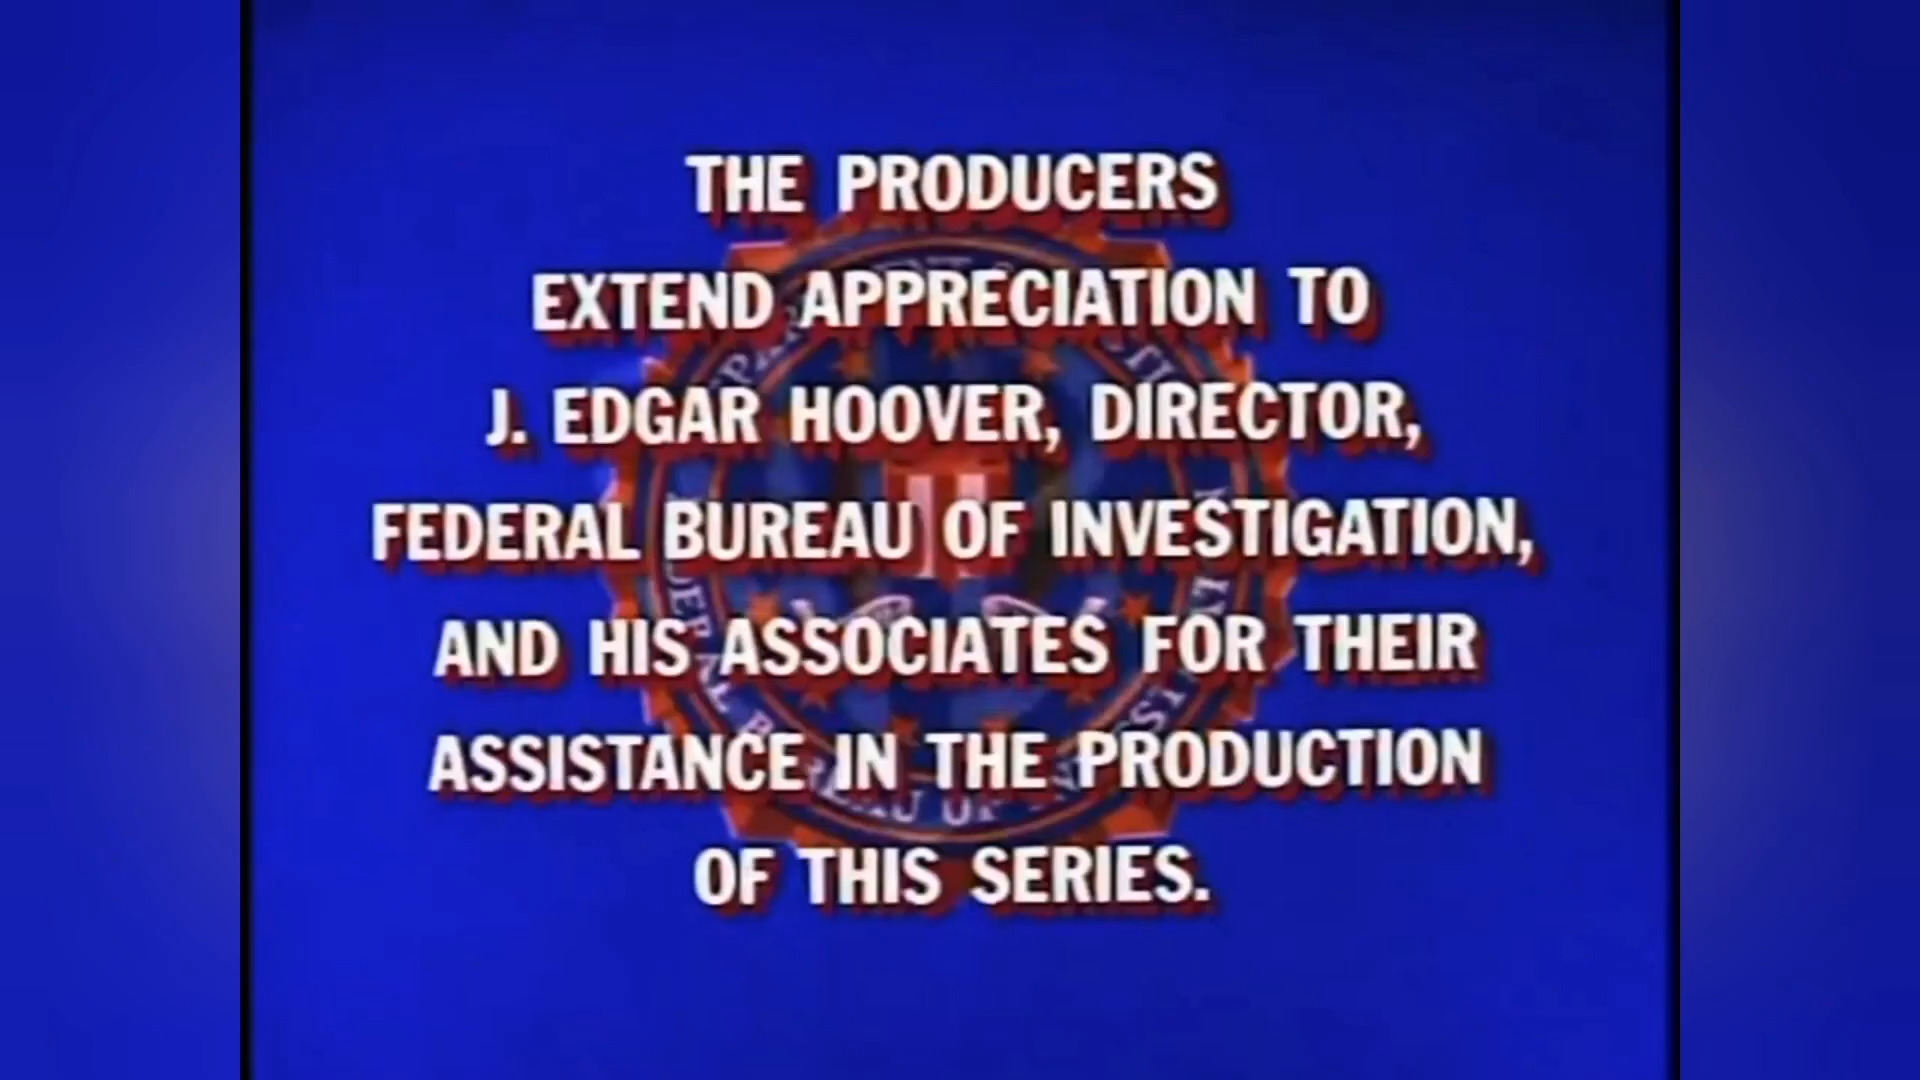 THE PRODUCERS
EXTEND APPRECIATION TO
J. EDGAR HOOVER, DIRECTOR,
FEDERAL BUREAU OF INVESTIGATION,
AND HIS ASSOCIATES FOR THEIR
ASSISTANCE IN THE PRODUCTION
OF THIS SERIES.